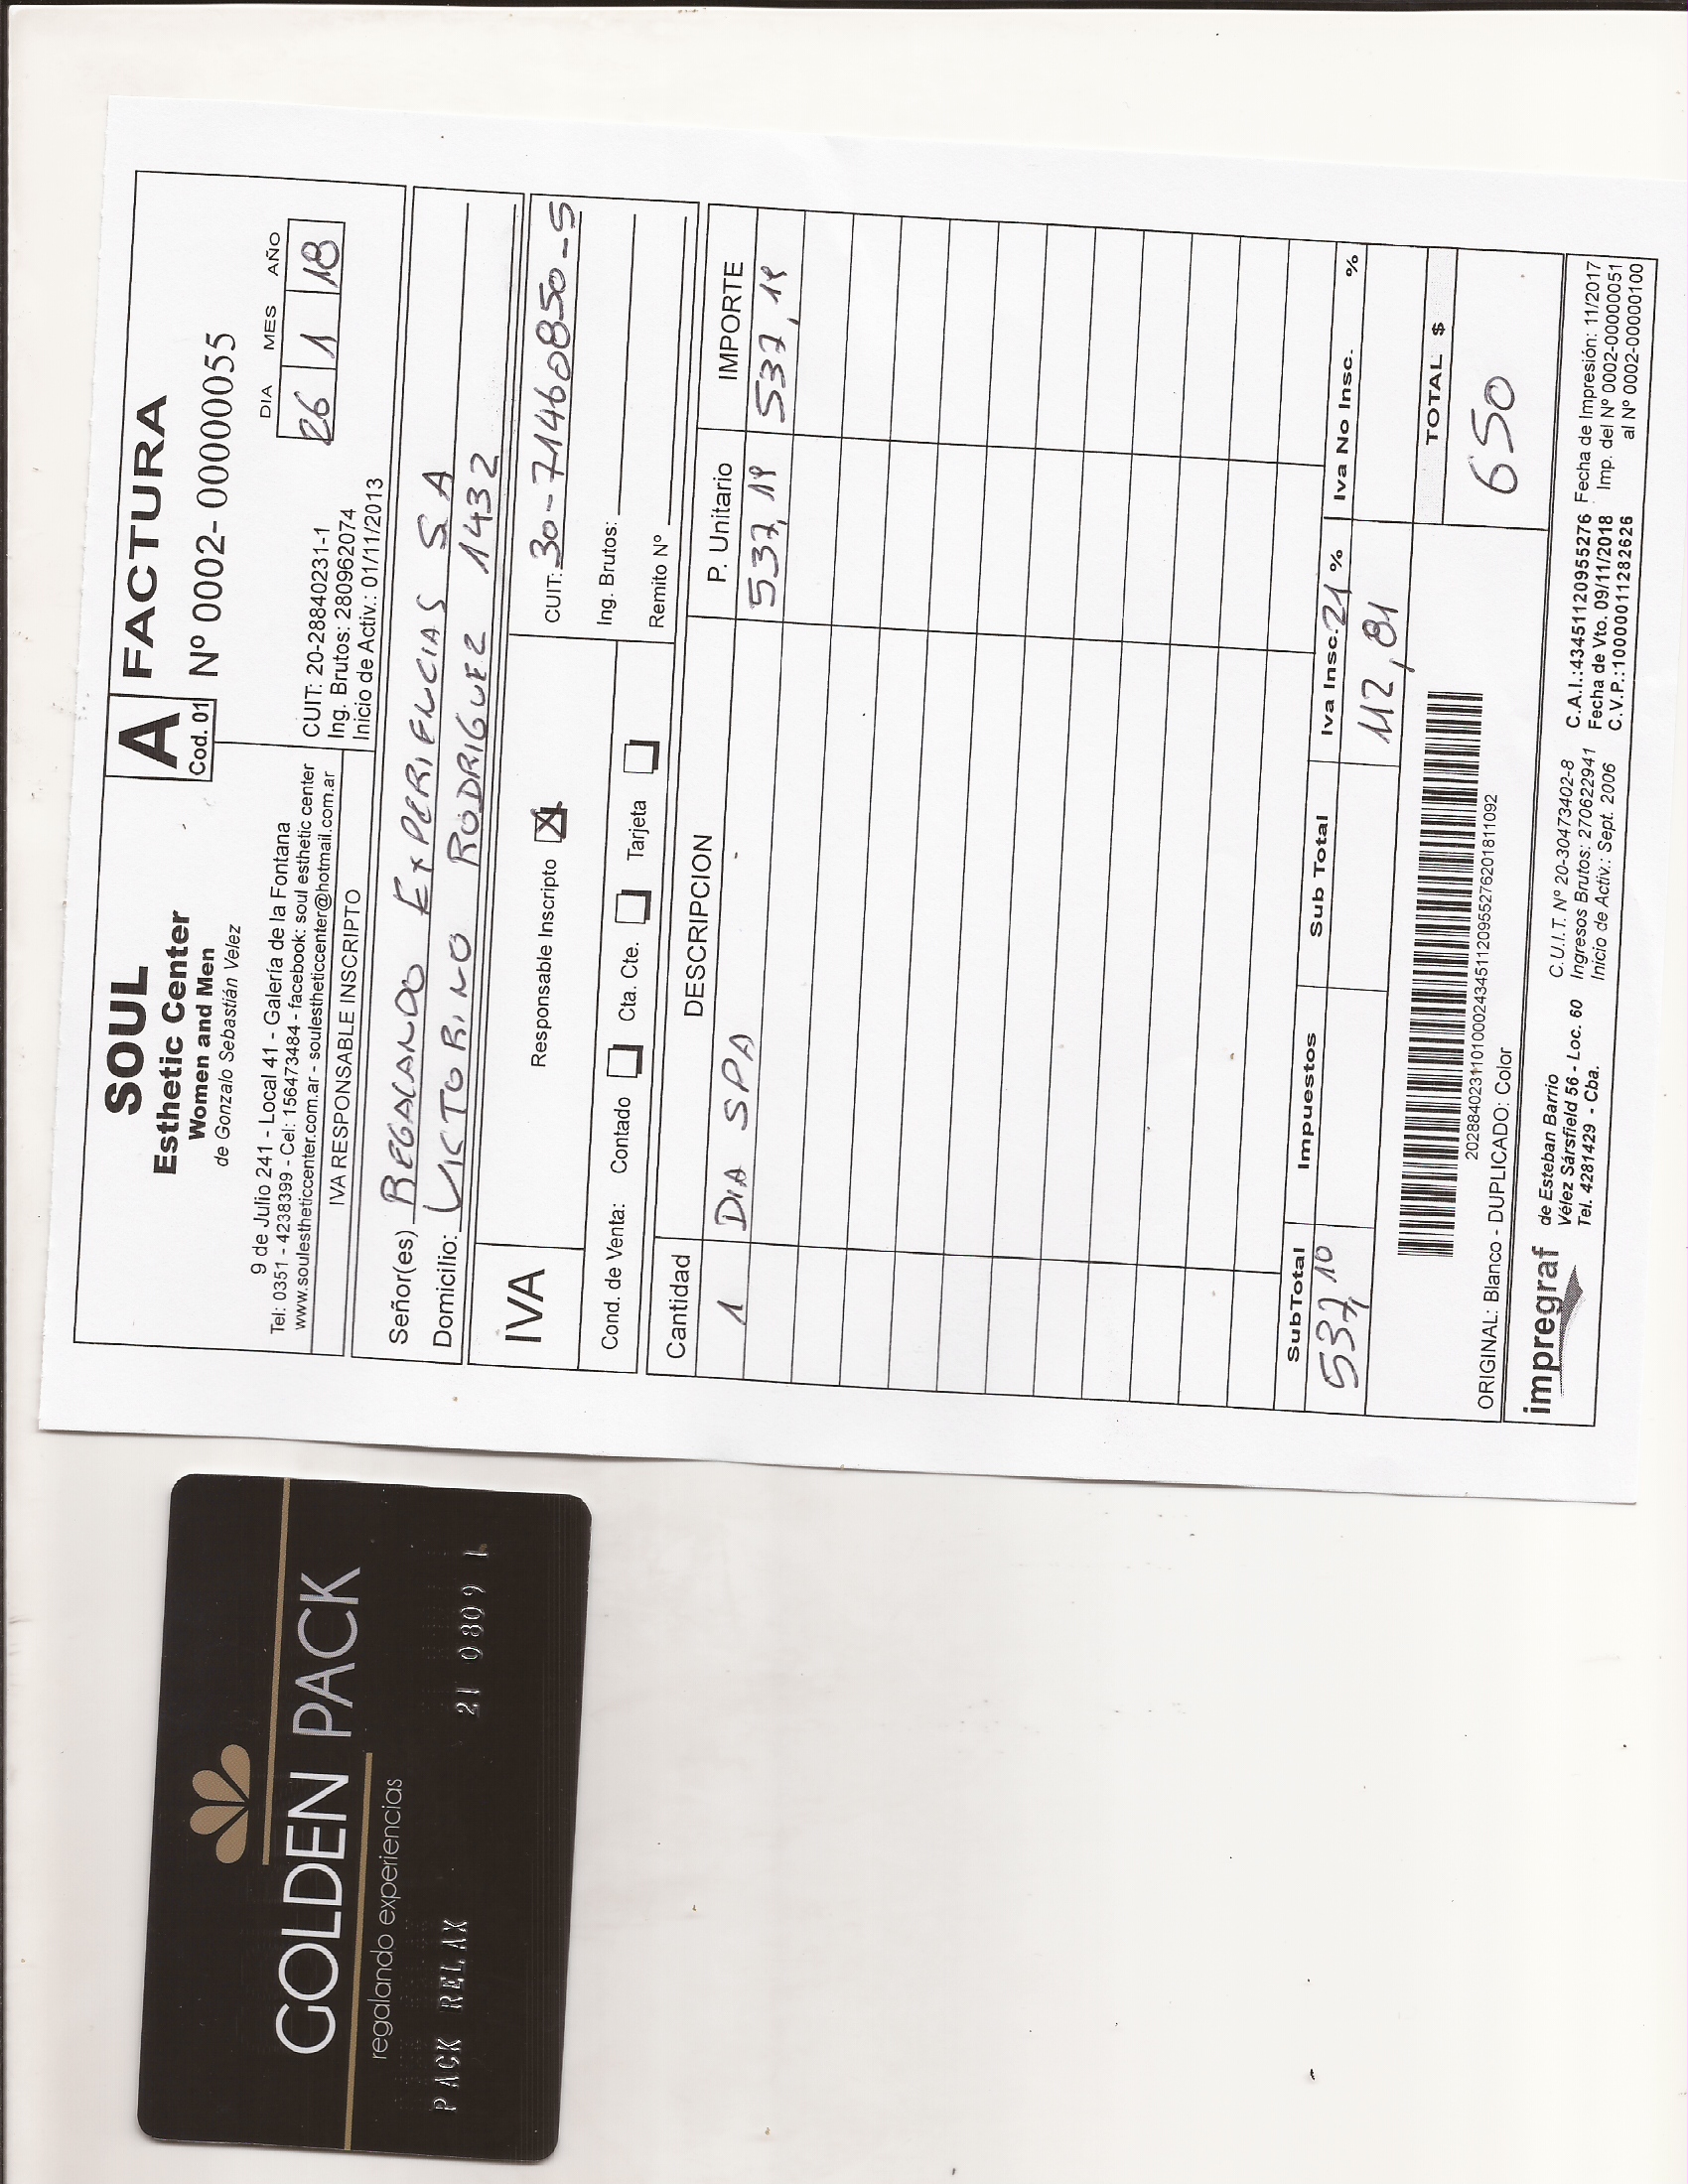 SOUL
Esthetic Center
Women and Men
de Gonzalo Sebastián Velez
9 de Julio 241 - Local 41 - Galería de la Fontana
Tel: 0351 - 4238399 - Cel: 156473484 - facebook: soul esthetic center
www.soulestheticcenter.com.ar - soulestheticcenter@hotmail.com.ar
IVA RESPONSABLE INSCRIPTO
A
Cod. 01
FACTURA
Nº 0002- 00000055
DIA MES AÑO
26 1 18
CUIT: 20-28840231-1
Ing. Brutos: 280962074
Inicio de Activ.: 01/11/2013
Señor(es) REGALANDO EXPERIENCIAS S A
Domicilio: VICTORINO RODRIGUEZ 1432
IVA
Responsable Inscripto X
CUIT: 30-71460850-5
Cond. de Venta: Contado Cta. Cte. Tarjeta
Ing. Brutos:
Remito Nº
Cantidad DESCRIPCION P. Unitario IMPORTE
1 DIA SPA 537,19 537,19
SubTotal Impuestos Sub Total Iva Insc. 21 % Iva No Insc. %
537,10 112,81
TOTAL $
650
2028840231101000243451120955276201811092
ORIGINAL: Blanco - DUPLICADO: Color
impregraf
de Esteban Barrio
Vélez Sársfield 56 - Loc. 60
Tel. 4281429 - Cba.
C.U.I.T. Nº 20-30473402-8
Ingresos Brutos: 270622941
Inicio de Activ.: Sept. 2006
C.A.I.:43451120955276 Fecha de Impresión: 11/2017
Fecha de Vto. 09/11/2018 Imp. del Nº 0002-00000051
C.V.P.:10000011282626 al Nº 0002-00000100
GOLDEN PACK
regalando experiencias
PACK RELAX
21 0809 1